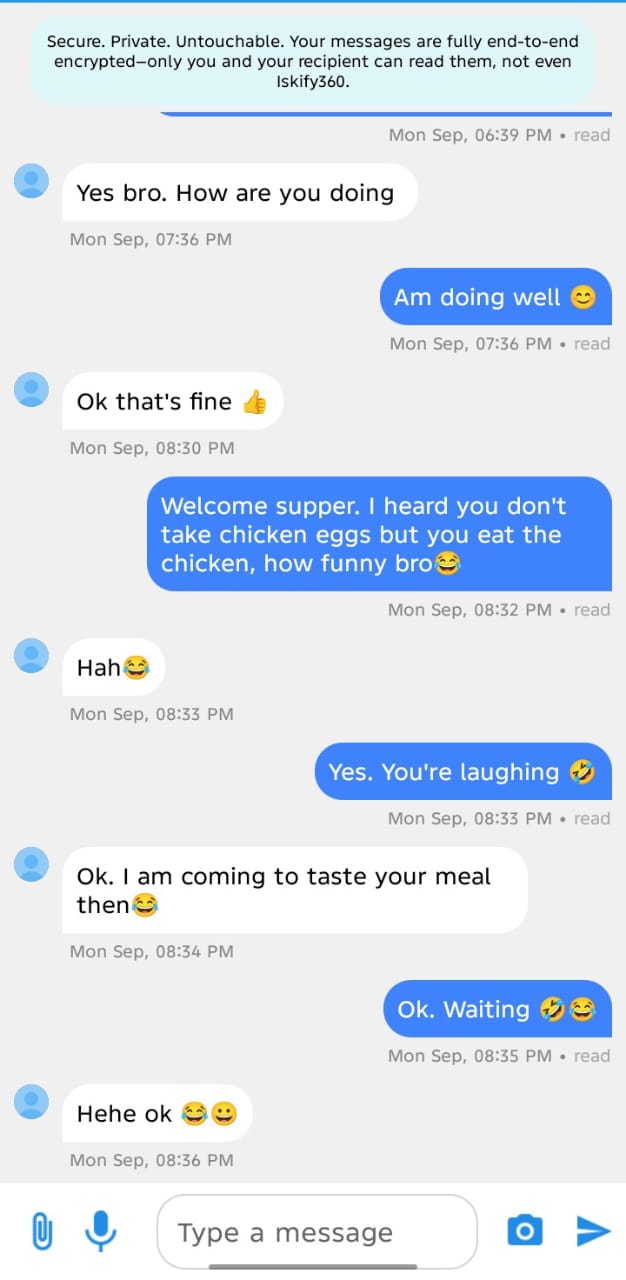 Secure. Private. Untouchable. Your messages are fully end-to-end
encrypted—only you and your recipient can read them, not even
Iskify360.
Mon Sep, 06:39 PM • read
Yes bro. How are you doing
Mon Sep, 07:36 PM
Am doing well 😊
Mon Sep, 07:36 PM • read
Ok that's fine 👍
Mon Sep, 08:30 PM
Welcome supper. I heard you don't
take chicken eggs but you eat the
chicken, how funny bro😂
Mon Sep, 08:32 PM • read
Hah😂
Mon Sep, 08:33 PM
Yes. You're laughing 🤣
Mon Sep, 08:33 PM • read
Ok. I am coming to taste your meal
then😂
Mon Sep, 08:34 PM
Ok. Waiting 🤣😂
Mon Sep, 08:35 PM • read
Hehe ok 😂😀
Mon Sep, 08:36 PM
Type a message